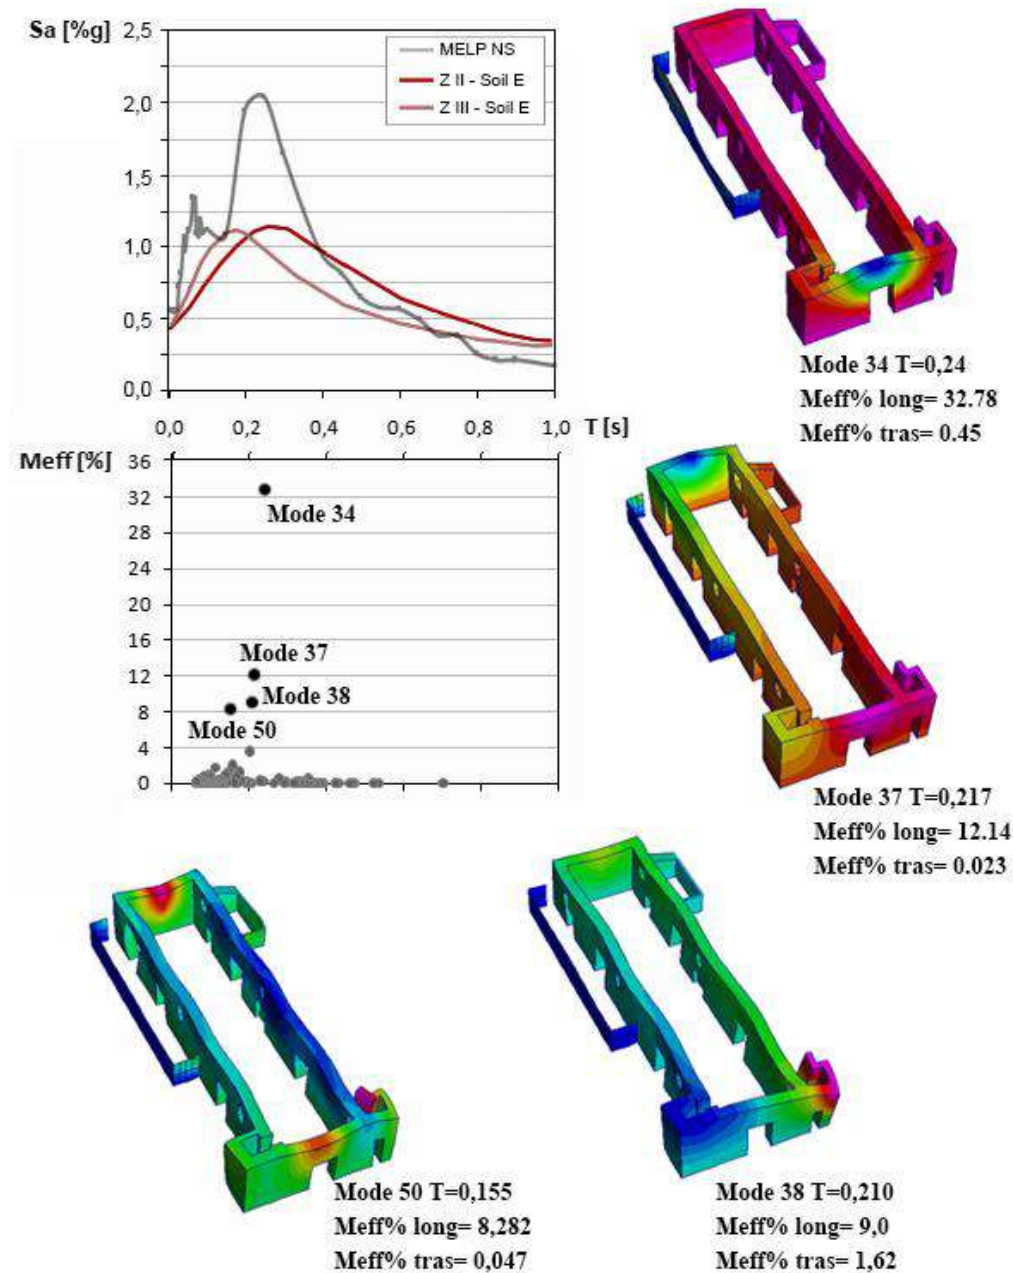 Sa [%g]
2,5
2,0
1,5
1,0
0,5
0,0
MELP NS
Z II - Soil E
Z III - Soil E
0,0 0,2 0,4 0,6 0,8 1,0 T [s]
Mode 34 T=0,24
Meff% long= 32.78
Meff% tras= 0.45
Meff [%]
36
32
28
24
20
16
12
8
4
0
Mode 34
Mode 37
Mode 38
Mode 50
Mode 37 T=0,217
Meff% long= 12.14
Meff% tras= 0.023
Mode 50 T=0,155
Meff% long= 8,282
Meff% tras= 0,047
Mode 38 T=0,210
Meff% long= 9,0
Meff% tras= 1,62